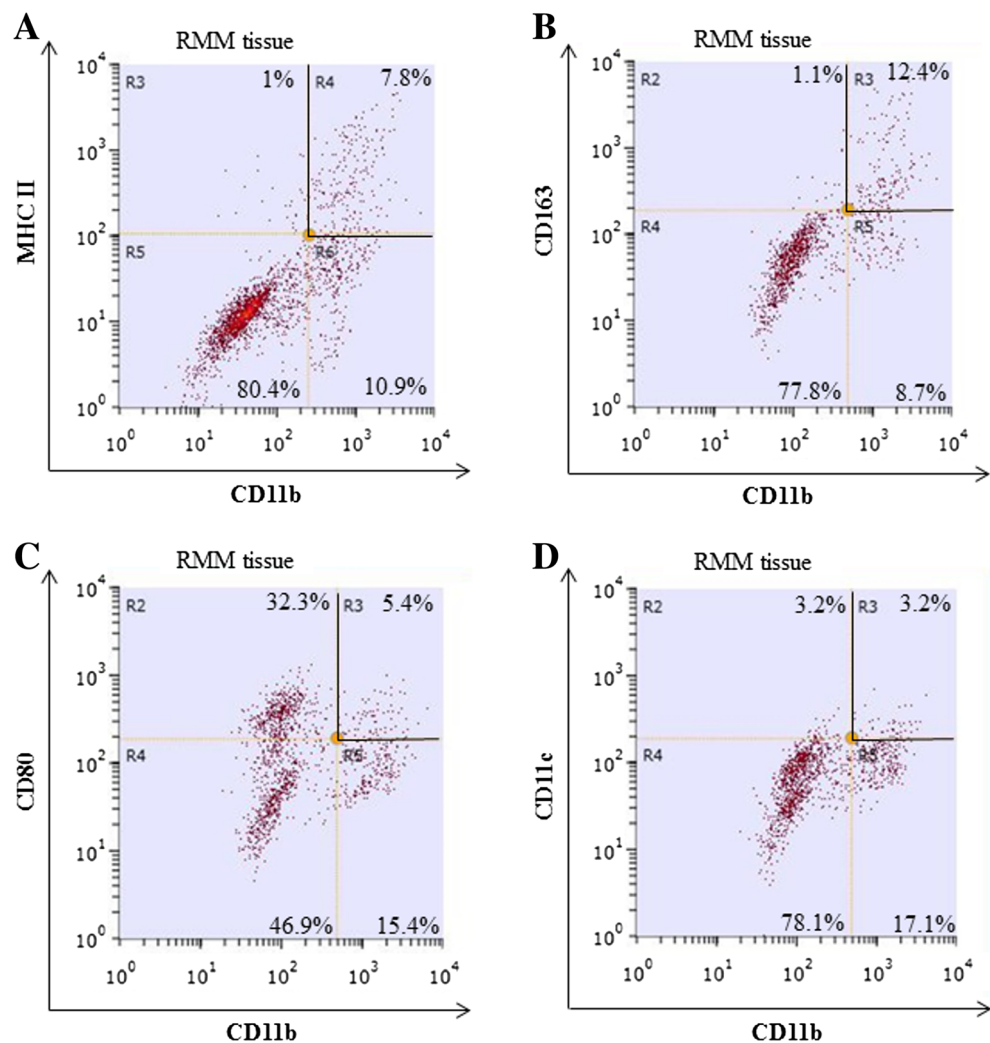 A
RMM tissue
MHC II
10^4
10^3
10^2
10^1
10^0
R3
1%
R4
7.8%
R5
R6
80.4%
10.9%
10^0 10^1 10^2 10^3 10^4
CD11b
B
RMM tissue
CD163
10^4
10^3
10^2
10^1
10^0
R2
1.1%
R3
12.4%
R4
R5
77.8%
8.7%
10^0 10^1 10^2 10^3 10^4
CD11b
C
RMM tissue
CD80
10^4
10^3
10^2
10^1
10^0
R2
32.3%
R3
5.4%
R4
R5
46.9%
15.4%
10^0 10^1 10^2 10^3 10^4
CD11b
D
RMM tissue
CD11c
10^4
10^3
10^2
10^1
10^0
R2
3.2%
R3
3.2%
R4
R5
78.1%
17.1%
10^0 10^1 10^2 10^3 10^4
CD11b